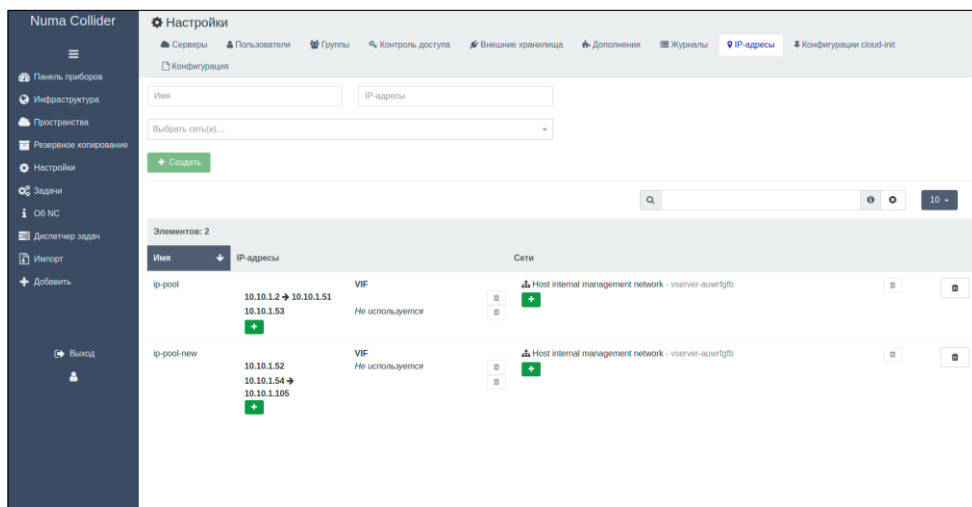 Numa Collider
Настройки
Серверы Пользователи Группы Контроль доступа Внешние хранилища Дополнения Журналы IP-адресы Конфигурации cloud-init
Конфигурация
Панель приборов
Инфраструктура
Пространства
Резервное копирование
Настройки
Задачи
Об NC
Диспетчер задач
Импорт
Добавить
Выход
Имя IP-адресы
Выбрать сеть(и)...
Создать
10
Элементов: 2
Имя IP-адресы Сети
ip-pool VIF Host internal management network - vserver-auwrfgfb
10.10.1.2 → 10.10.1.51
10.10.1.53 Не используется
ip-pool-new VIF Host internal management network - vserver-auwrfgfb
10.10.1.52 Не используется
10.10.1.54 →
10.10.1.105